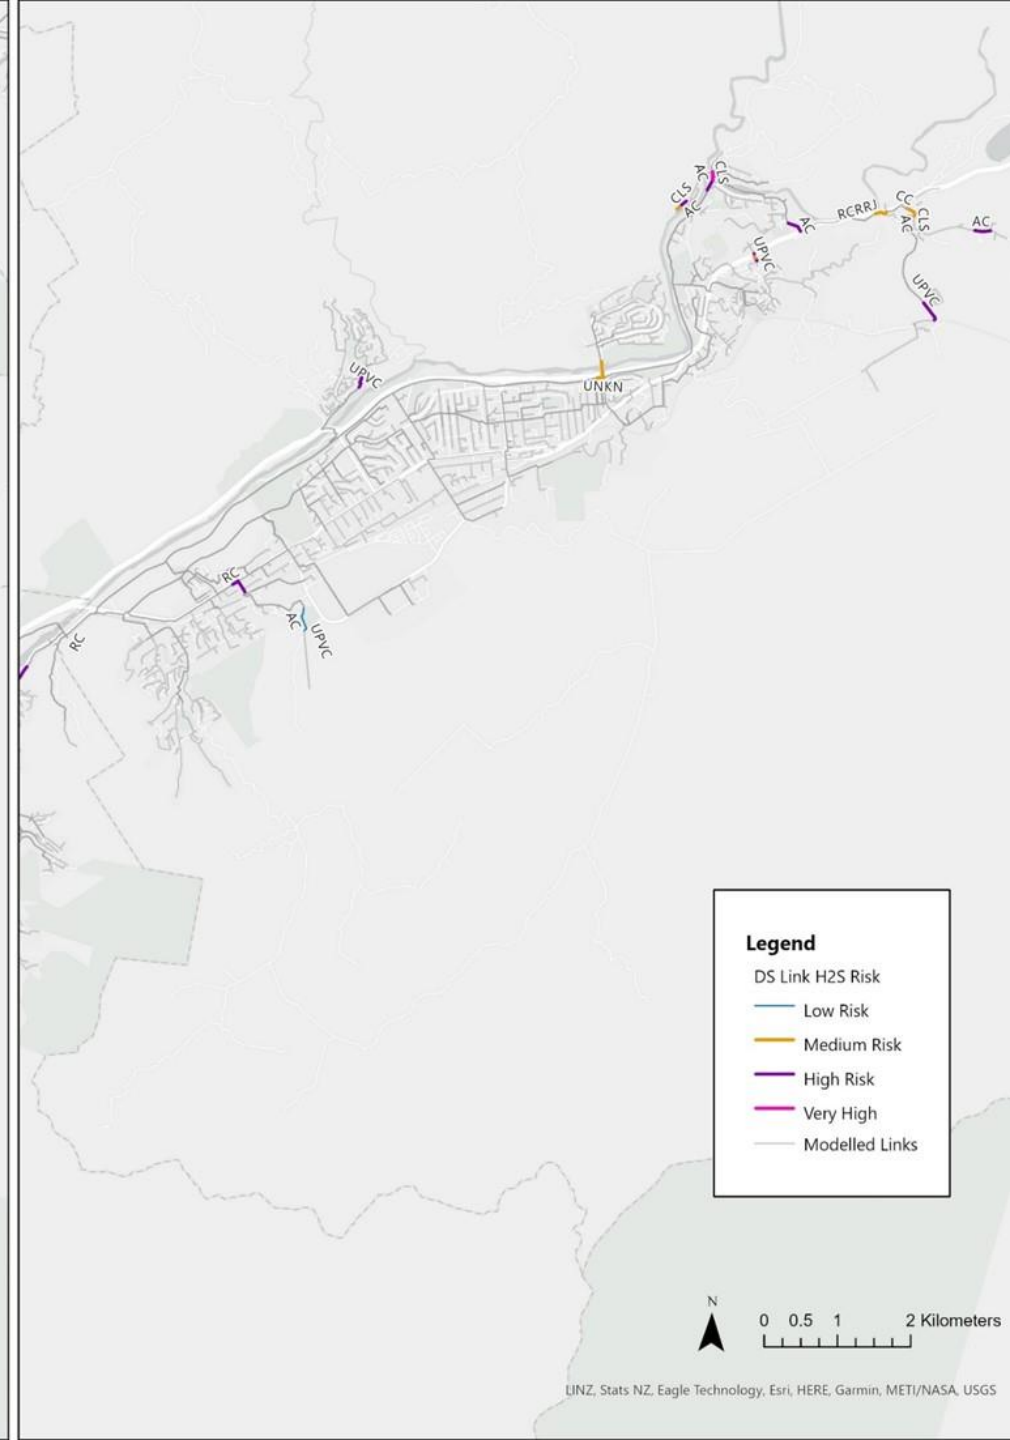 AC
CLS
CLS
AC
RCRRJ
CC
CLS
AC
AC
AC
UPVC
UPVC
UPVC
UNKN
RC
AC
UPVC
RC
Legend
DS Link H2S Risk
Low Risk
Medium Risk
High Risk
Very High
Modelled Links
N
0 0.5 1 2 Kilometers
LINZ, Stats NZ, Eagle Technology, Esri, HERE, Garmin, METI/NASA, USGS